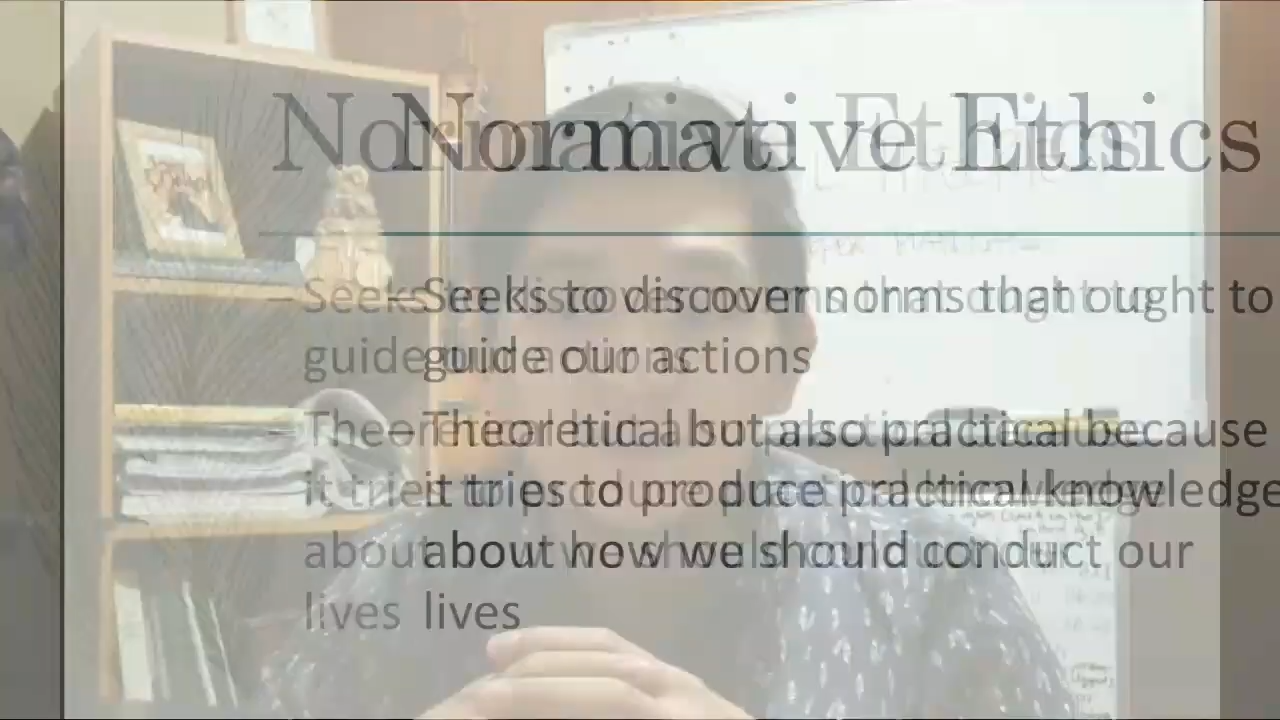 Normative Ethics
– Seeks to discover norms that ought to
guide our actions
– Theoretical but also practical because
it tries to produce practical knowledge
about how we should conduct our
lives